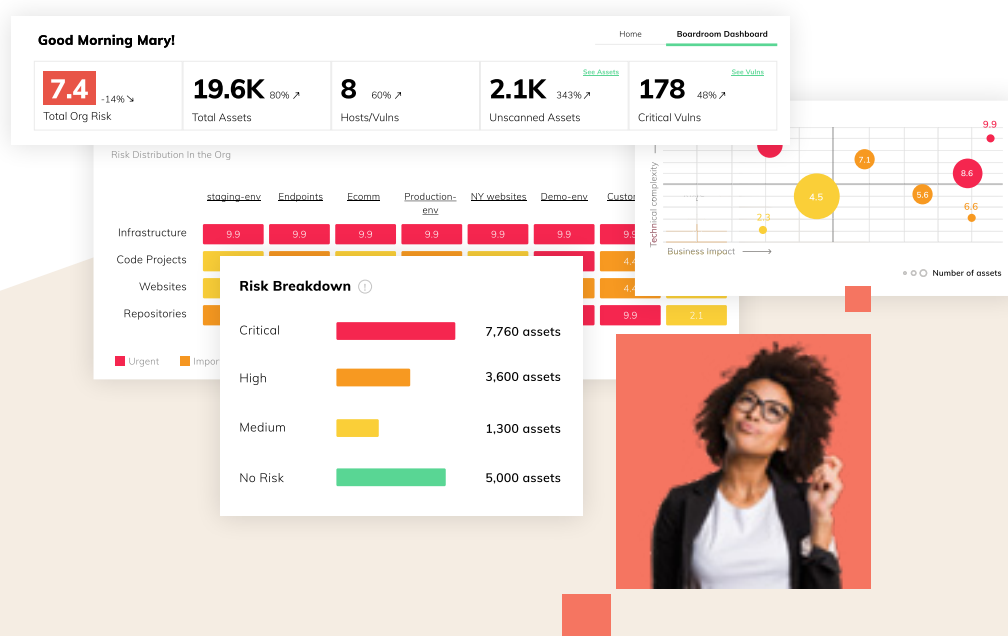 Good Morning Mary!
Home
Boardroom Dashboard
7.4 -14%↘
Total Org Risk
19.6K 80% ↗
Total Assets
8 60% ↗
Hosts/Vulns
See Assets
2.1K 343%↗
Unscanned Assets
See Vulns
178 48%↗
Critical Vulns
Risk Distribution In the Org
staging-env Endpoints Ecomm Production-env NY websites Demo-env
Infrastructure 9.9 9.9 9.9 9.9 9.9 9.9
Code Projects
Websites
Repositories 9.9 2.1
Urgent
Risk Breakdown
Critical 7,760 assets
High 3,600 assets
Medium 1,300 assets
No Risk 5,000 assets
Technical complexity
9.9
7.1
8.6
4.5
5.6
6.6
2.3
Business Impact
Number of assets